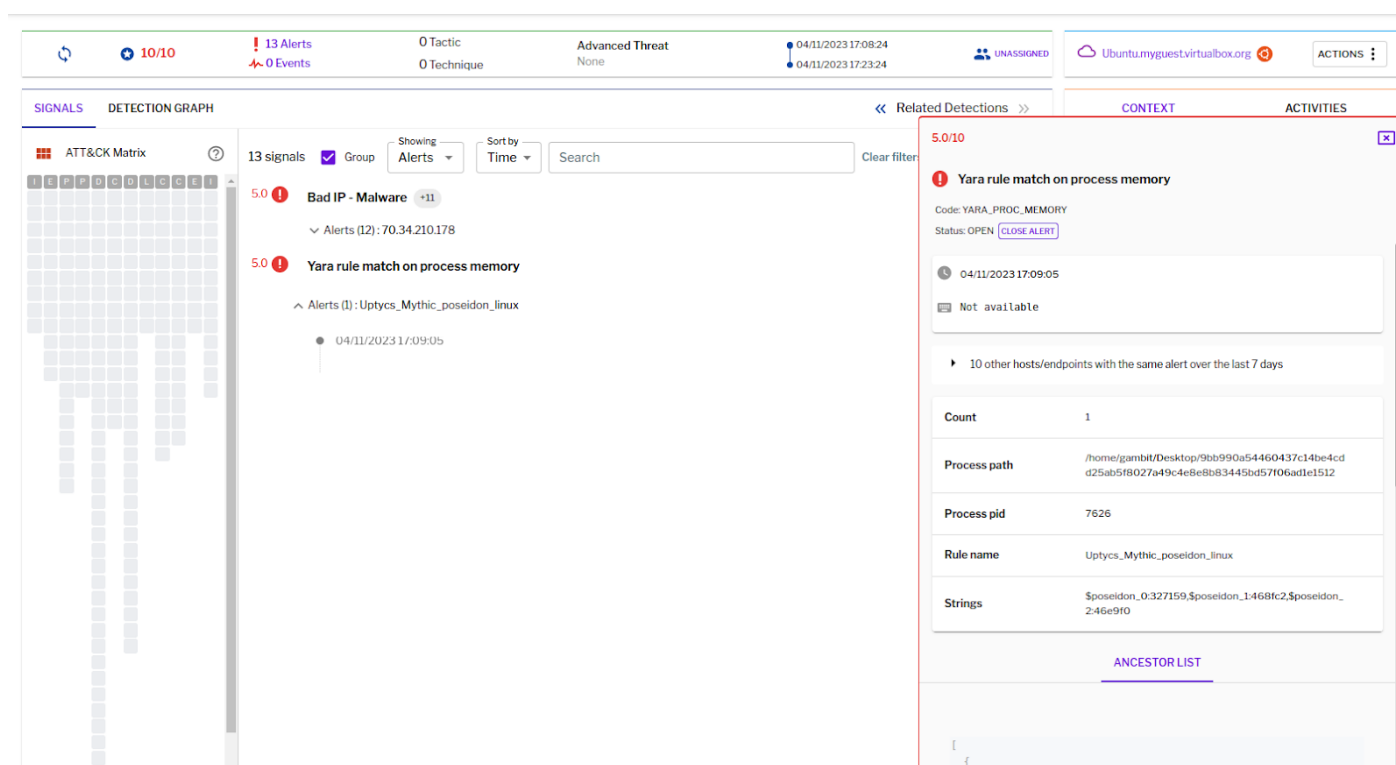 10/10
13 Alerts
0 Events
0 Tactic
0 Technique
Advanced Threat
None
04/11/2023 17:08:24
04/11/2023 17:23:24
UNASSIGNED
Ubuntu.myguest.virtualbox.org
ACTIONS
SIGNALS DETECTION GRAPH
Related Detections
CONTEXT ACTIVITIES
ATT&CK Matrix
I E P P D C D L C C E I
13 signals Group
Showing
Alerts
Sort by
Time
Search
Clear filter
5.0 Bad IP - Malware +11
Alerts (12) : 70.34.210.178
5.0 Yara rule match on process memory
Alerts (1) : Uptycs_Mythic_poseidon_linux
04/11/2023 17:09:05
5.0/10
Yara rule match on process memory
Code: YARA_PROC_MEMORY
Status: OPEN CLOSE ALERT
04/11/2023 17:09:05
Not available
10 other hosts/endpoints with the same alert over the last 7 days
Count 1
Process path /home/gambit/Desktop/9bb990a54460437c14be4cd
d25ab5f8027a49c4e8e8b83445bd57f06ad1e1512
Process pid 7626
Rule name Uptycs_Mythic_poseidon_linux
Strings $poseidon_0:327159,$poseidon_1:468fc2,$poseidon_
2:46e9f0
ANCESTOR LIST
[
{